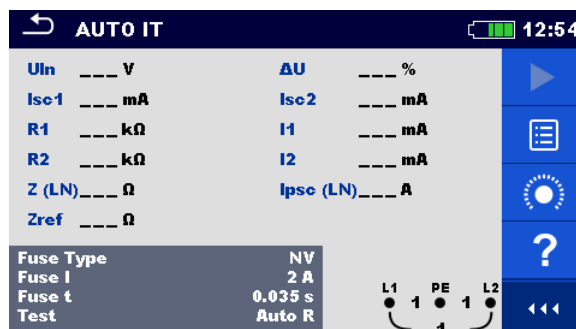 AUTO IT 12:54
Uln ___ V ΔU ___ %
Isc1 ___ mA Isc2 ___ mA
R1 ___ kΩ I1 ___ mA
R2 ___ kΩ I2 ___ mA
Z (LN)___ Ω Ipsc (LN)___ A
Zref ___ Ω
Fuse Type NV
Fuse I 2 A
Fuse t 0.035 s
Test Auto R
L1 PE L2
1 1
1
?